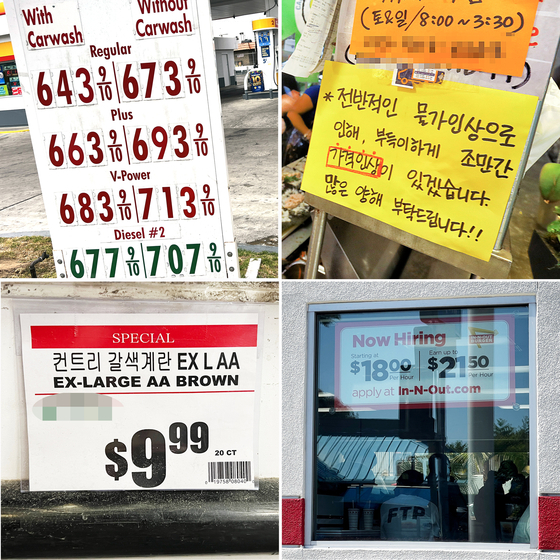 With Carwash
Without Carwash
Regular
643 9/10 673 9/10
Plus
663 9/10 693 9/10
V-Power
683 9/10 713 9/10
Diesel #2
677 9/10 707 9/10
(토요일/8:00~3:30)
* 전반적인 물가인상으로
인해, 부득이하게 조만간
가격인상이 있겠습니다.
많은 양해 부탁드립니다!!
SPECIAL
컨트리 갈색계란 EX L AA
EX-LARGE AA BROWN
$9.99
20 CT
Now Hiring
Starting at $18.00 Per Hour
Earn up to $21.50 Per Hour
apply at In-N-Out.com
FTP